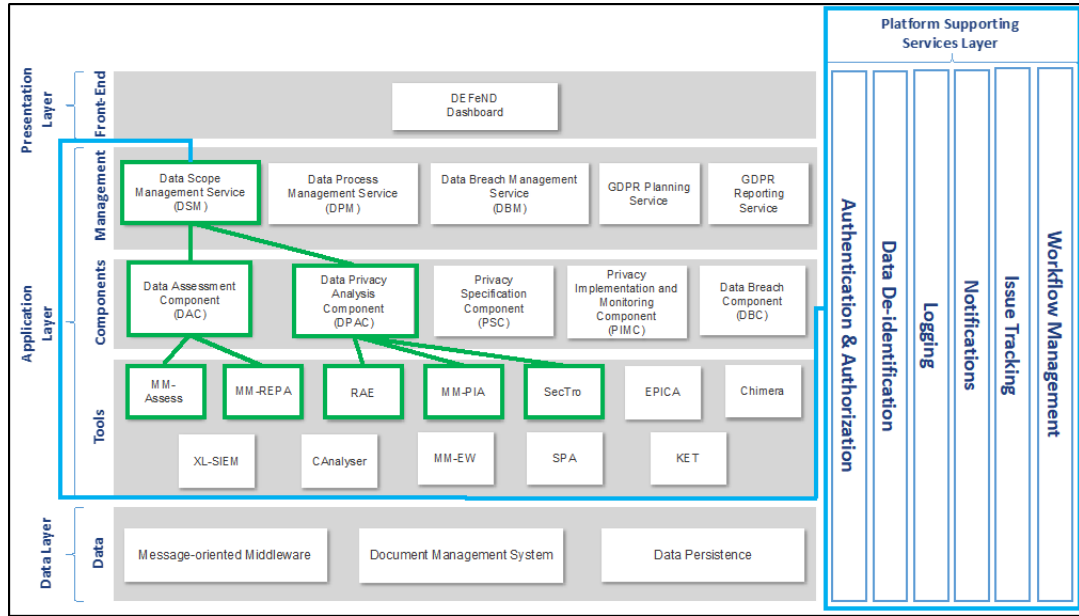 Platform Supporting
Services Layer
Presentation
Layer
Front-End
DEFeND
Dashboard
Application
Layer
Management
Data Scope
Management Service
(DSM)
Data Process
Management Service
(DPM)
Data Breach Management
Service
(DBM)
GDPR Planning
Service
GDPR
Reporting
Service
Components
Data Assessment
Component
(DAC)
Data Privacy
Analysis
Component
(DPAC)
Privacy
Specification
Component
(PSC)
Privacy
Implementation and
Monitoring
Component
(PIMC)
Data Breach
Component
(DBC)
Tools
MM-
Assess
MM-REPA
RAE
MM-PIA
SecTro
EPICA
Chimera
XL-SIEM
CAnalyser
MM-EW
SPA
KET
Data Layer
Data
Message-oriented Middleware
Document Management System
Data Persistence
Authentication & Authorization
Data De-identification
Logging
Notifications
Issue Tracking
Workflow Management